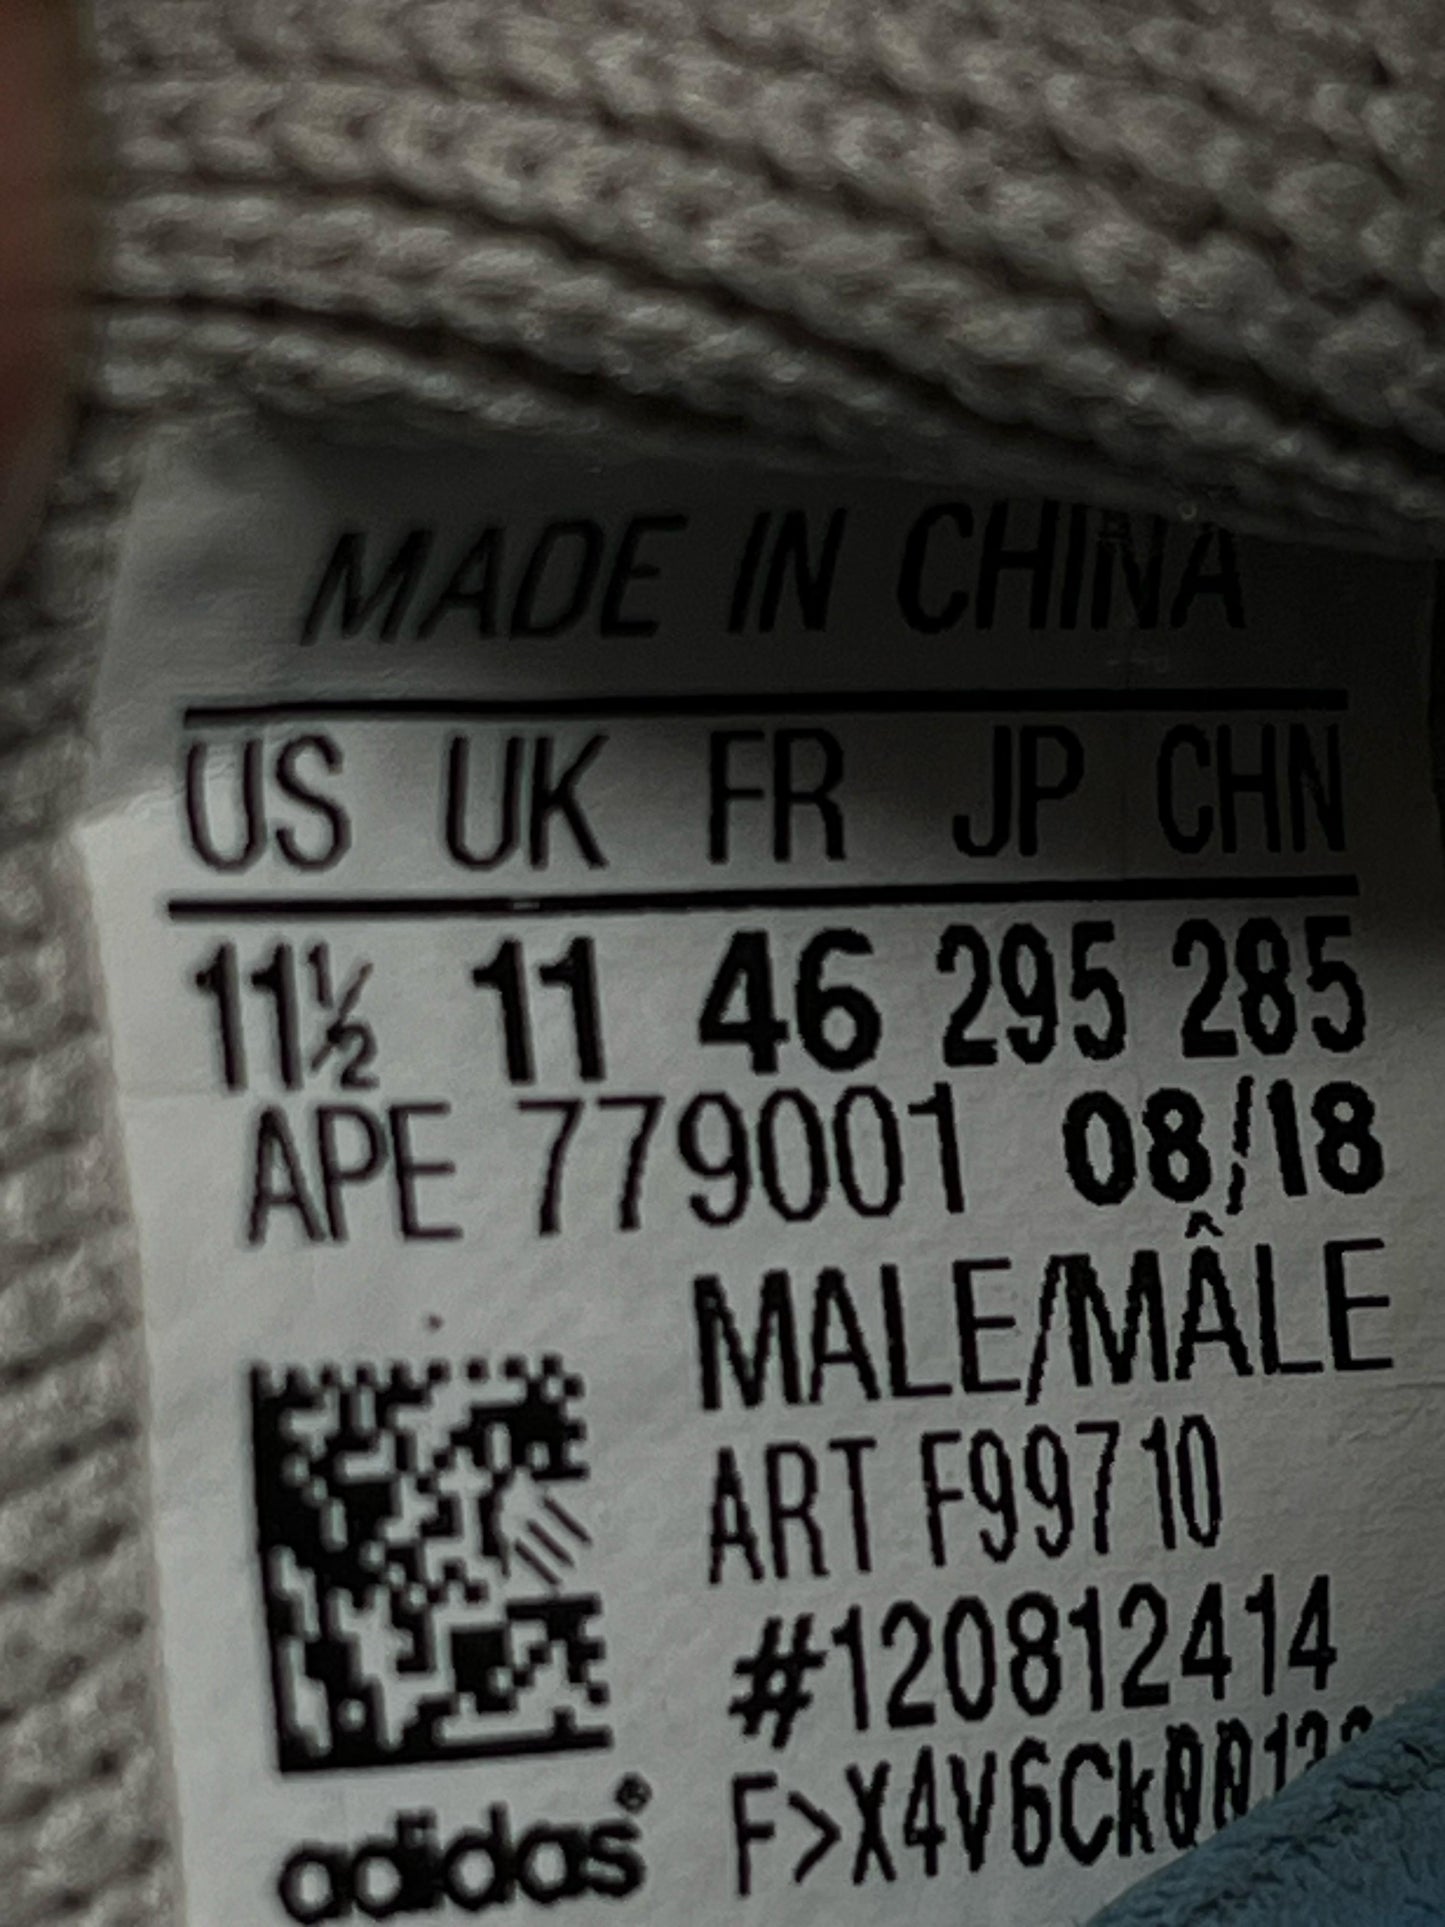 MADE IN CHINA
US UK FR JP CHN
11½ 11 46 295 285
APE 779001 08/18
MALE/MÂLE
ART F99710
#120812414
adidas®